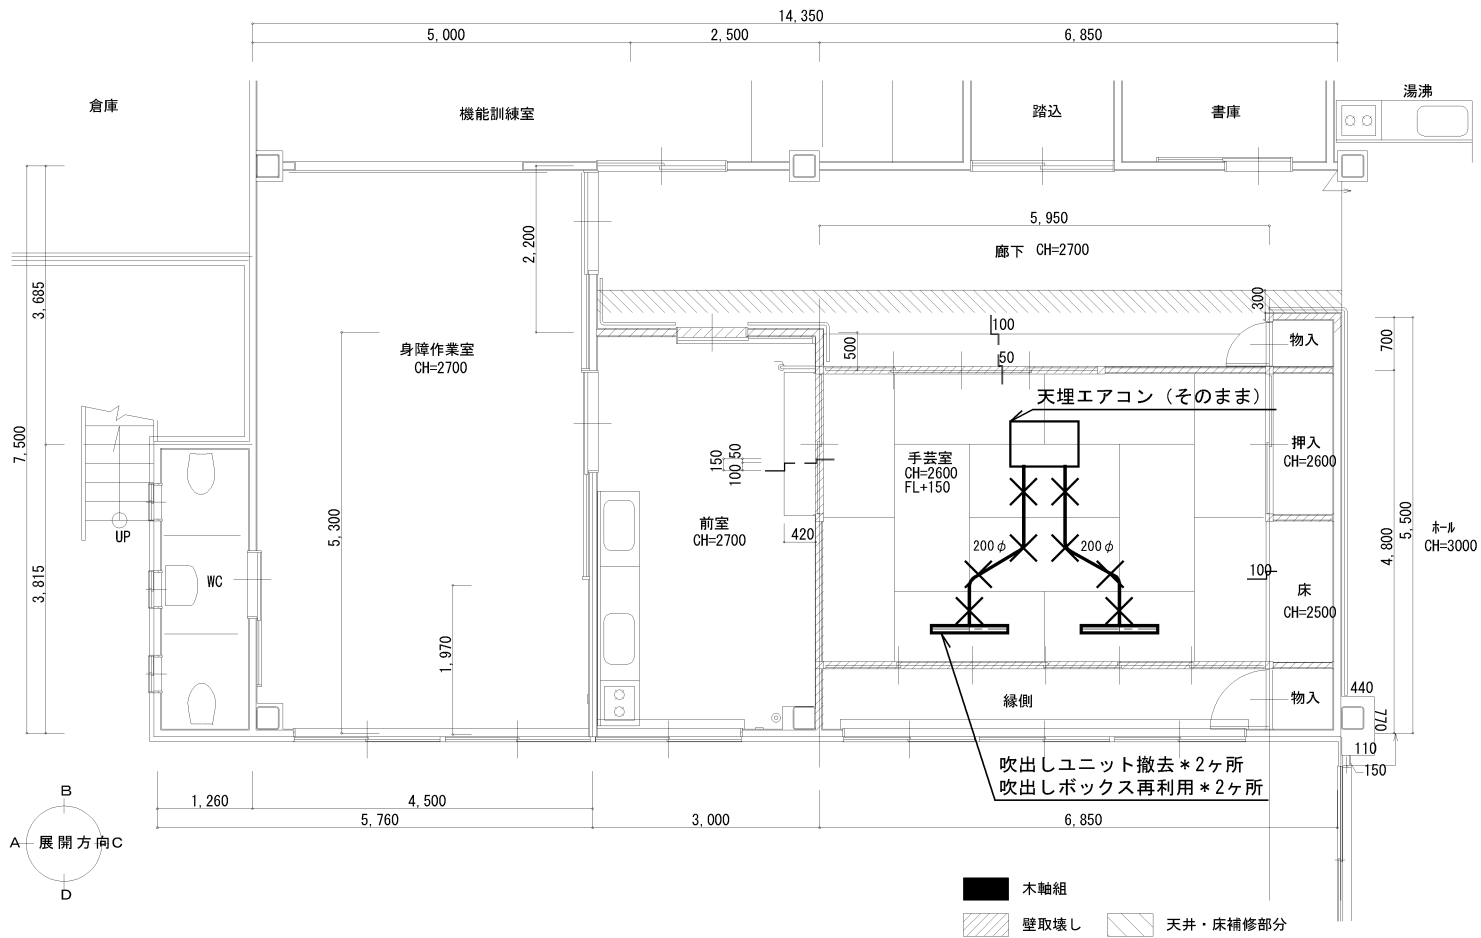 14,350
5,000
2,500
6,850
倉庫
機能訓練室
踏込
書庫
湯沸
5,950
廊下 CH=2700
2,200
3,685
300
100
物入
身障作業室
CH=2700
500
50
700
天埋エアコン（そのまま）
7,500
150
100 50
手芸室
CH=2600
FL+150
押入
CH=2600
5,300
前室
CH=2700
420
200φ
200φ
UP
WC
3,815
100
床
CH=2500
4,800
5,500
ホール
CH=3000
1,970
縁側
物入
440
770
110
150
吹出しユニット撤去＊2ヶ所
吹出しボックス再利用＊2ヶ所
1,260
4,500
5,760
3,000
6,850
B
A 展開方向 C
D
木軸組
壁取壊し
天井・床補修部分